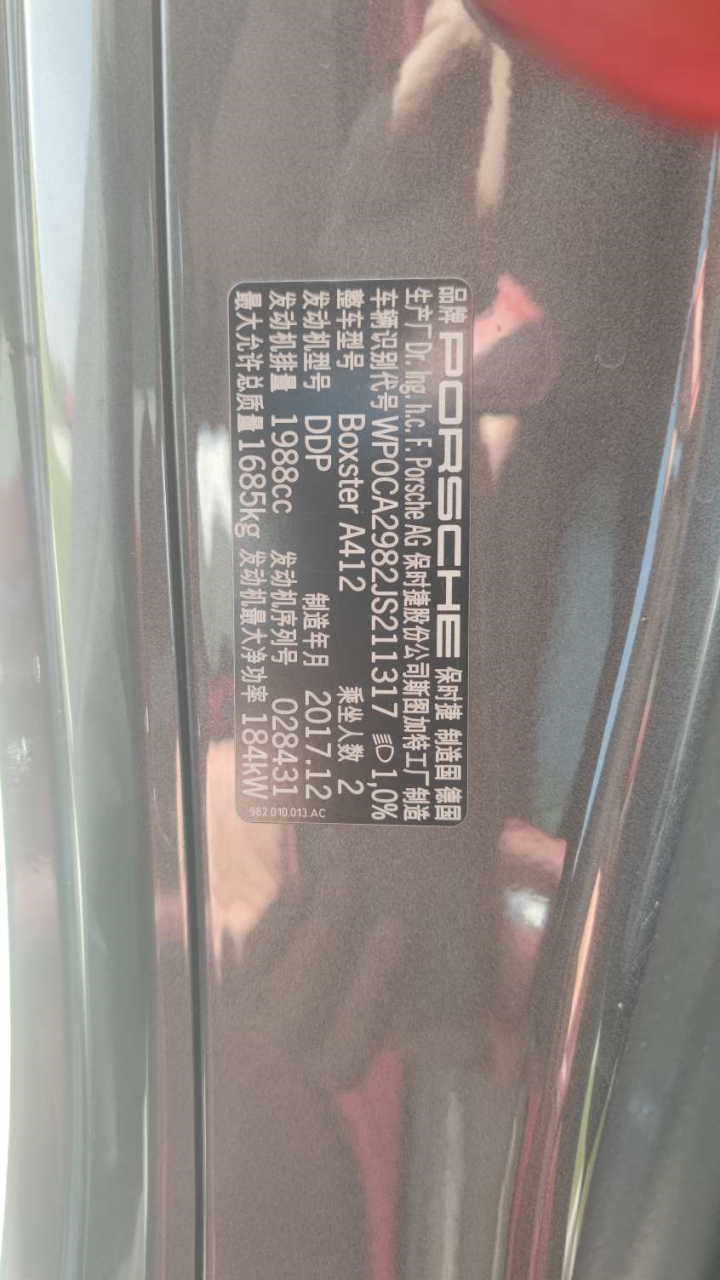 品牌 PORSCHE 保时捷 制造国 德国
生产厂 Dr. Ing. h.c. F. Porsche AG 保时捷股份公司斯图加特工厂制造
车辆识别代号 WP0CA2982JS211317 1,0%
整车型号 Boxster A412 乘坐人数 2
发动机型号 DDP 制造年月 2017.12
发动机排量 1988cc 发动机序列号 028431
最大允许总质量 1685kg 发动机最大净功率 184kW
982.010.013.AC